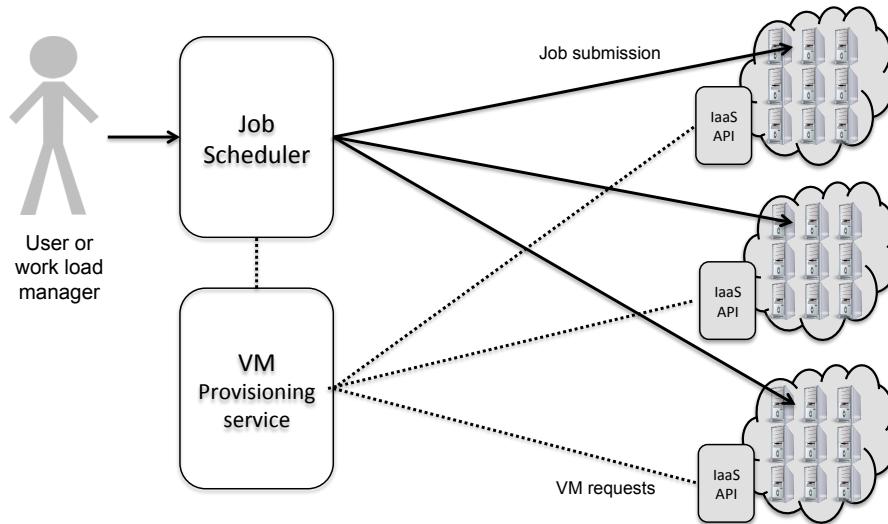 Job submission
Job
Scheduler
IaaS
API
User or
work load
manager
IaaS
API
VM
Provisioning
service
IaaS
API
VM requests